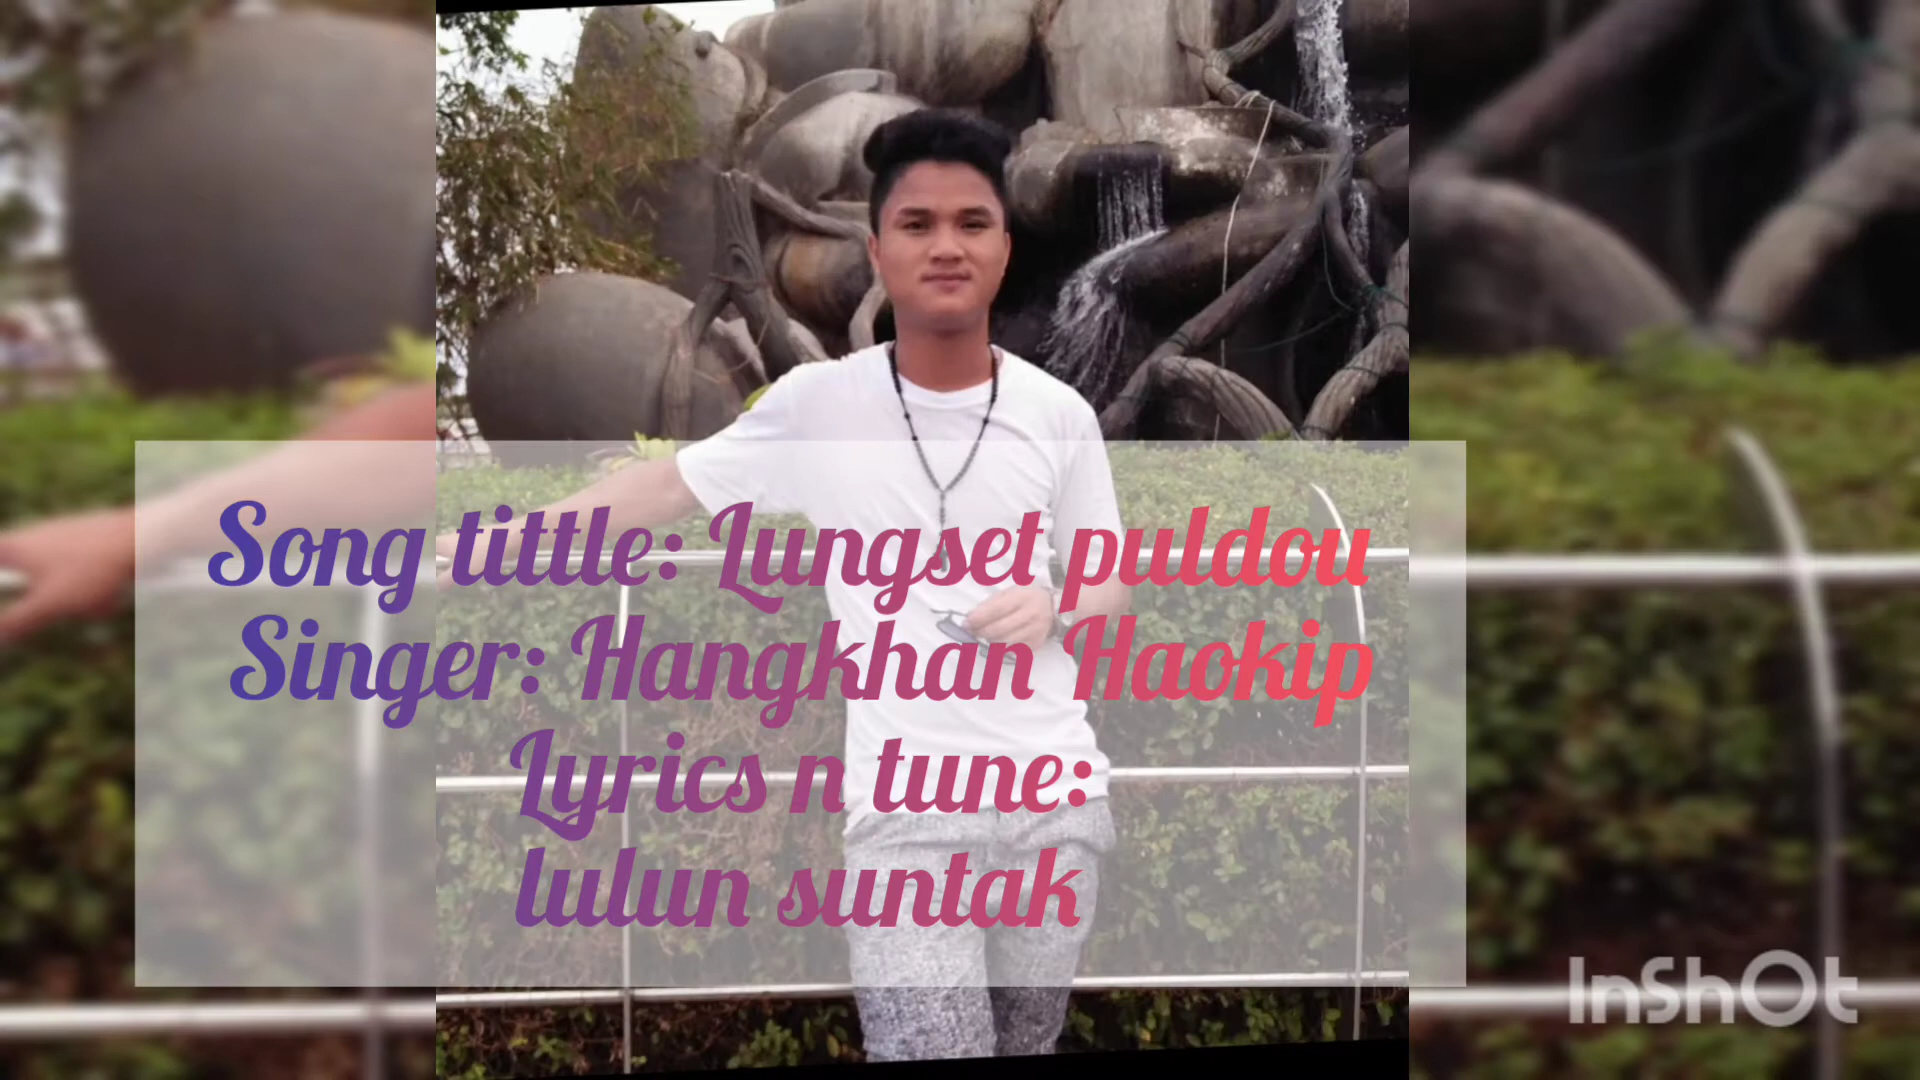 Song tittle: Lungset puldou
Singer: Hangkhan Haokip
Lyrics n tune:
lulun suntak
InShOt